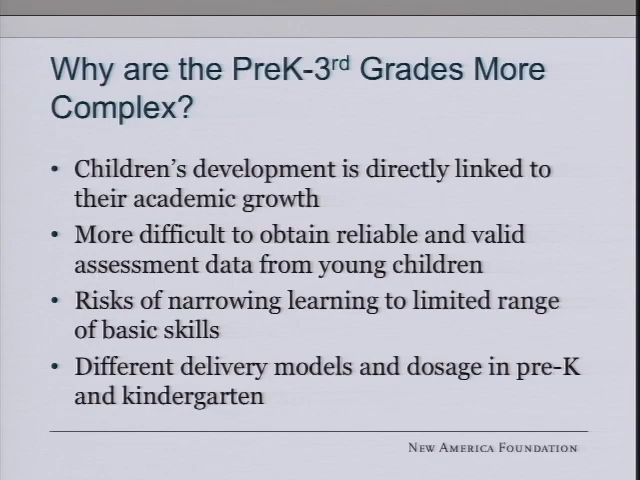 Why are the PreK-3rd Grades More
Complex?
• Children's development is directly linked to
their academic growth
• More difficult to obtain reliable and valid
assessment data from young children
• Risks of narrowing learning to limited range
of basic skills
• Different delivery models and dosage in pre-K
and kindergarten
New America Foundation